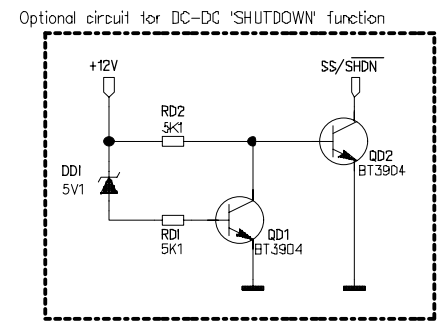 Optional circuit for DC-DC 'SHUTDOWN' function
+12V
SS/SHDN
RD2
5K1
QD2
BT3904
DD1
5V1
RD1
5K1
QD1
BT3904